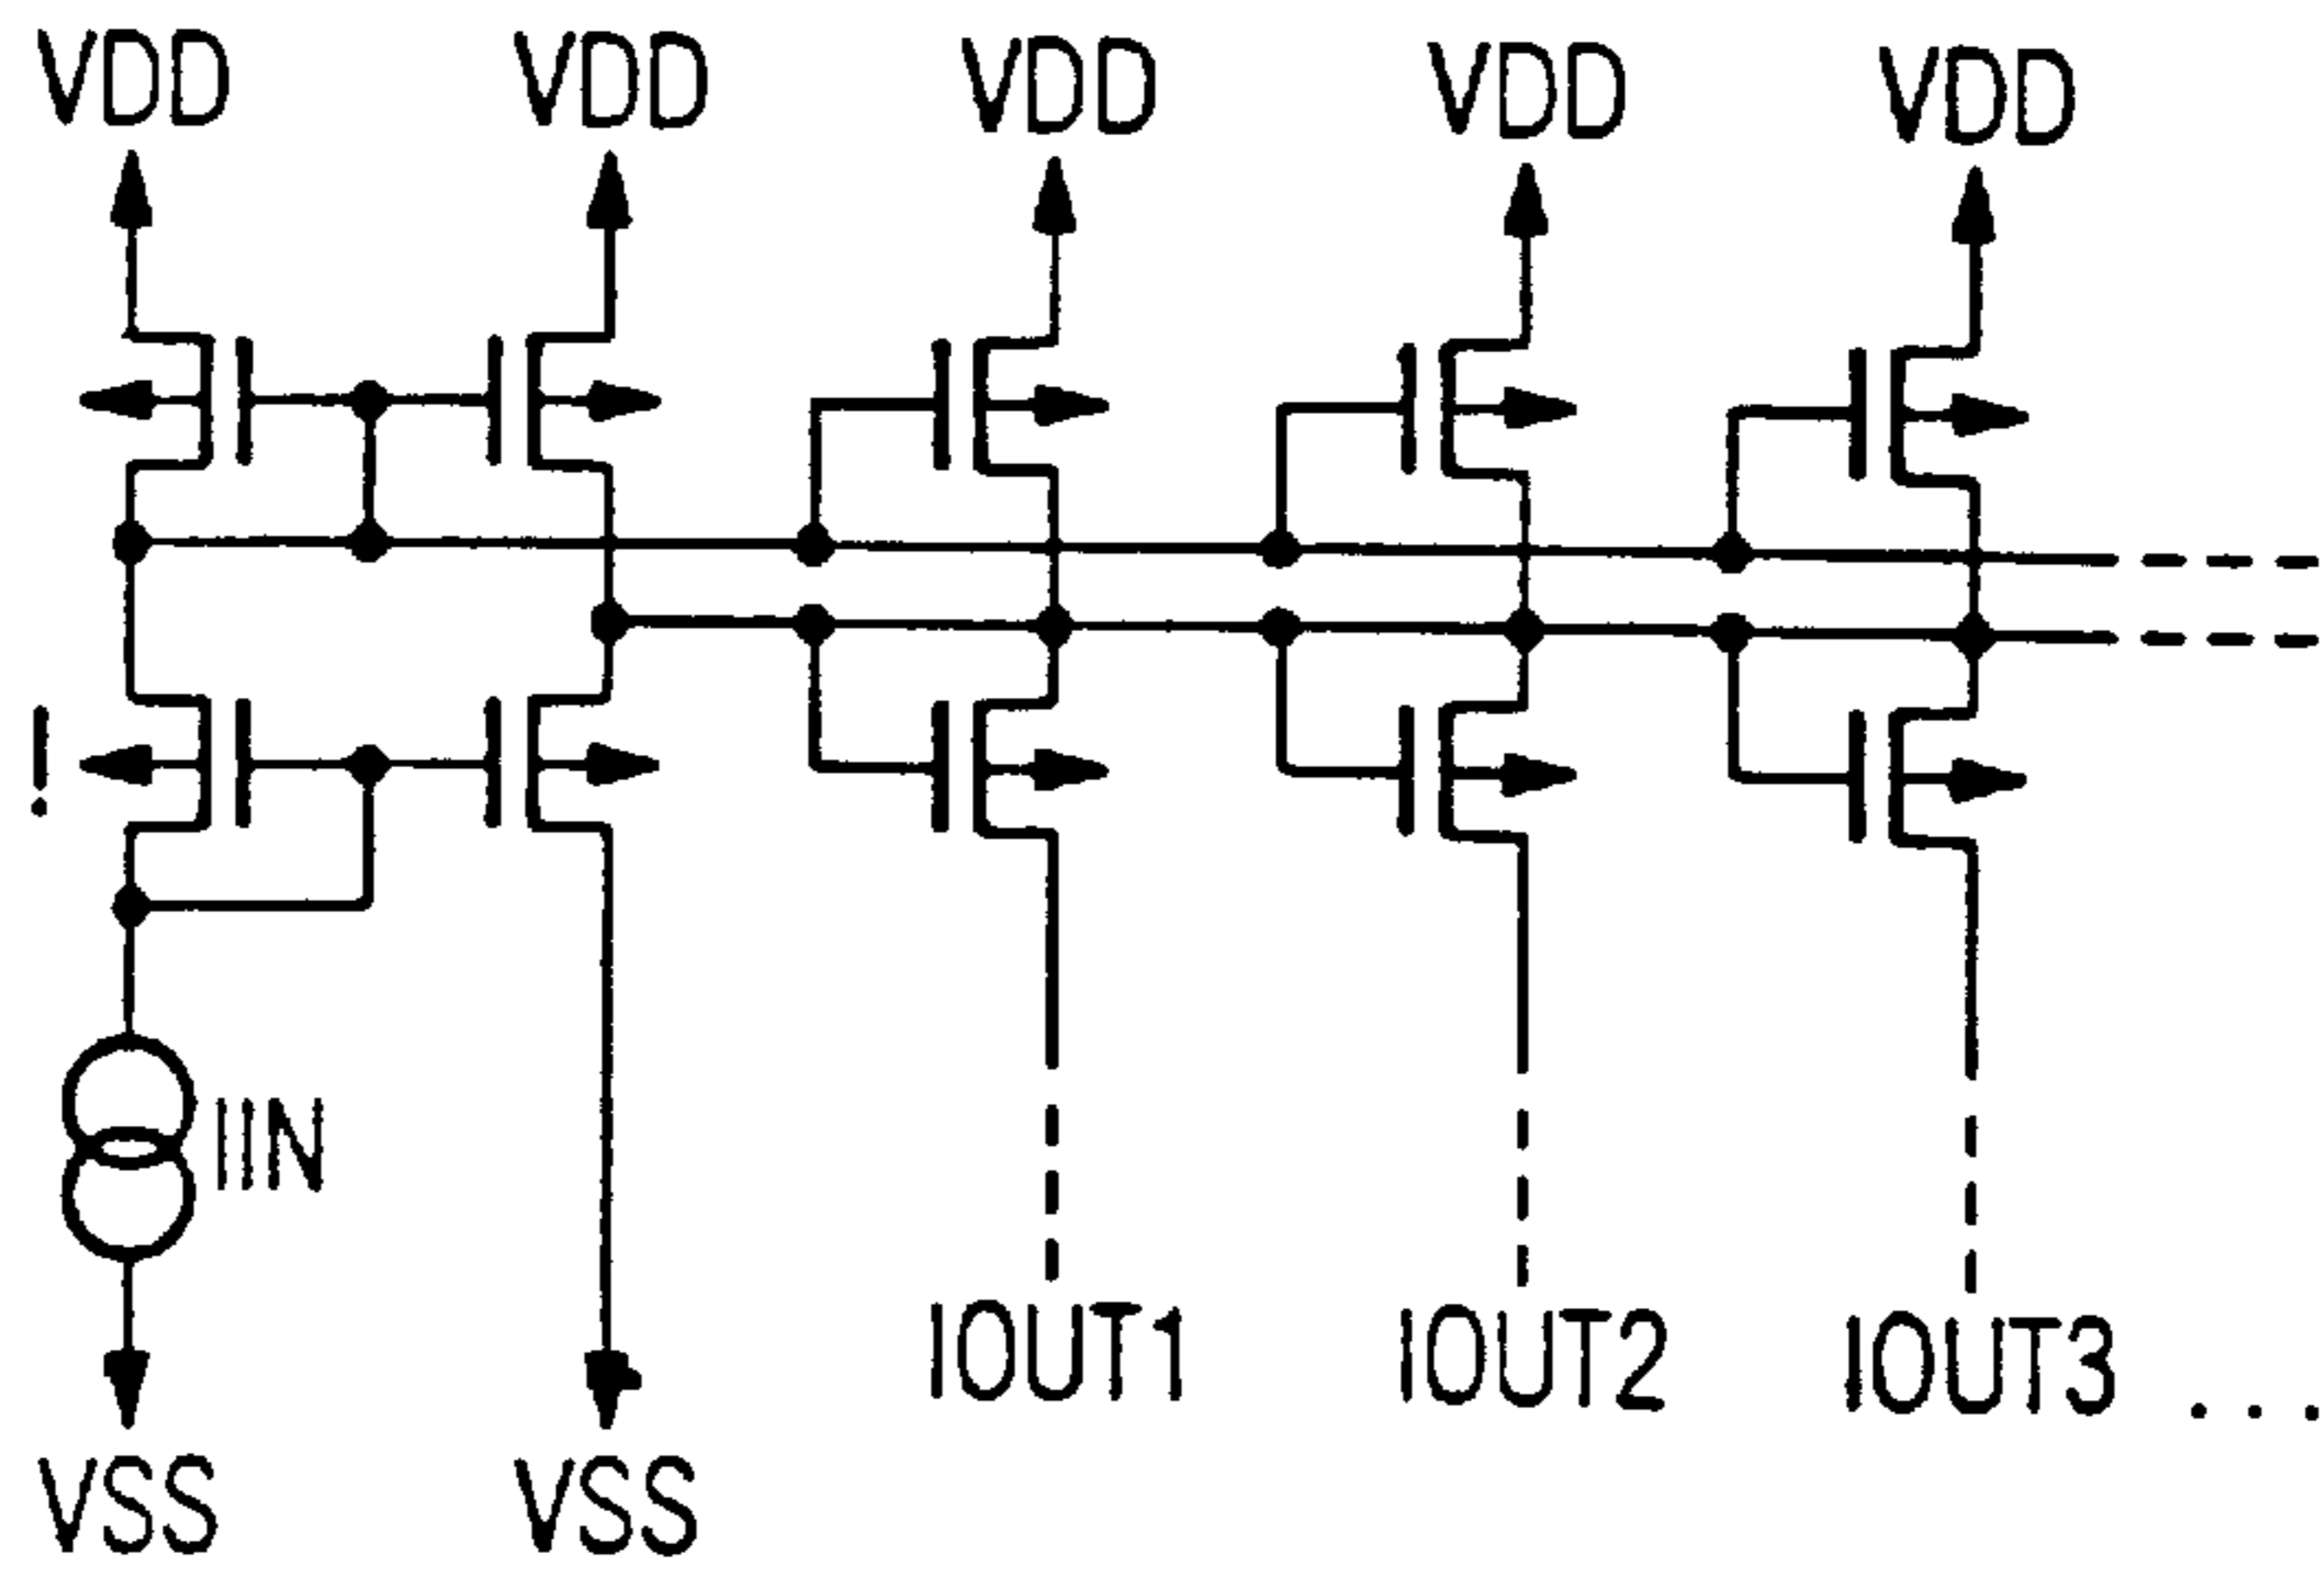 VDD VDD VDD VDD VDD
!
IIN
IOUT1 IOUT2 IOUT3 . . .
VSS VSS